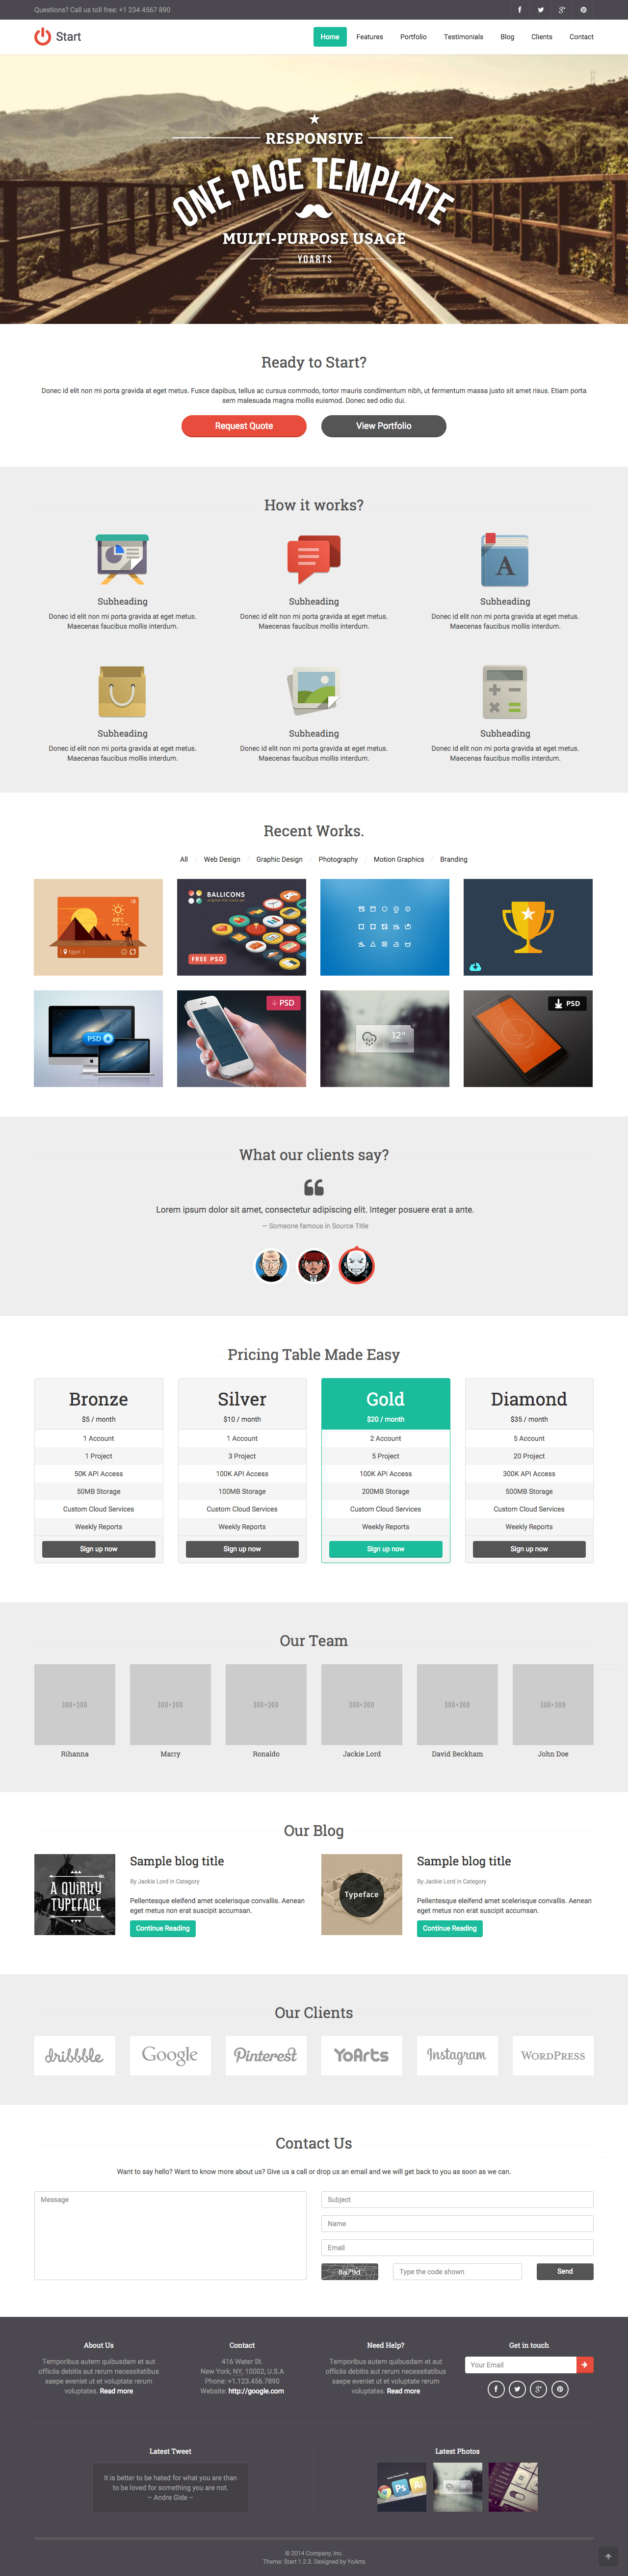 Questions? Call us toll free: +1 234 4567 890
Start
Home Features Portfolio Testimonials Blog Clients Contact
RESPONSIVE
ONE PAGE TEMPLATE
MULTI-PURPOSE USAGE
YOARTS
Ready to Start?
Donec id elit non mi porta gravida at eget metus. Fusce dapibus, tellus ac cursus commodo, tortor mauris condimentum nibh, ut fermentum massa justo sit amet risus. Etiam porta
sem malesuada magna mollis euismod. Donec sed odio dui.
Request Quote View Portfolio
How it works?
A
Subheading
Donec id elit non mi porta gravida at eget metus.
Maecenas faucibus mollis interdum.
Subheading
Donec id elit non mi porta gravida at eget metus.
Maecenas faucibus mollis interdum.
Subheading
Donec id elit non mi porta gravida at eget metus.
Maecenas faucibus mollis interdum.
Subheading
Donec id elit non mi porta gravida at eget metus.
Maecenas faucibus mollis interdum.
Subheading
Donec id elit non mi porta gravida at eget metus.
Maecenas faucibus mollis interdum.
Subheading
Donec id elit non mi porta gravida at eget metus.
Maecenas faucibus mollis interdum.
Recent Works.
All / Web Design / Graphic Design / Photography / Motion Graphics / Branding
48°C
Egypt
BALLICONS
FREE PSD
PSD
PSD
12°
PSD
What our clients say?
Lorem ipsum dolor sit amet, consectetur adipiscing elit. Integer posuere erat a ante.
— Someone famous in Source Title
Pricing Table Made Easy
Bronze
$5 / month
1 Account
1 Project
50K API Access
50MB Storage
Custom Cloud Services
Weekly Reports
Sign up now
Silver
$10 / month
1 Account
3 Project
100K API Access
100MB Storage
Custom Cloud Services
Weekly Reports
Sign up now
Gold
$20 / month
2 Account
5 Project
100K API Access
200MB Storage
Custom Cloud Services
Weekly Reports
Sign up now
Diamond
$35 / month
5 Account
20 Project
300K API Access
500MB Storage
Custom Cloud Services
Weekly Reports
Sign up now
Our Team
300×300 300×300 300×300 300×300 300×300 300×300
Rihanna Marry Ronaldo Jackie Lord David Beckham John Doe
Our Blog
A QUIRKY
TYPEFACE
Sample blog title
By Jackie Lord in Category
Pellentesque eleifend amet scelerisque convallis. Aenean
eget metus non erat suscipit accumsan.
Continue Reading
Typeface
Sample blog title
By Jackie Lord in Category
Pellentesque eleifend amet scelerisque convallis. Aenean
eget metus non erat suscipit accumsan.
Continue Reading
Our Clients
dribbble Google Pinterest YoArts Instagram WORDPRESS
Contact Us
Want to say hello? Want to know more about us? Give us a call or drop us an email and we will get back to you as soon as we can.
Message
Subject
Name
Email
8a79d Type the code shown Send
About Us
Temporibus autem quibusdam et aut
officiis debitis aut rerum necessitatibus
saepe eveniet ut et voluptate rerum
voluptates. Read more
Contact
416 Water St.
New York, NY, 10002, U.S.A
Phone: +1.123.456.7890
Website: http://google.com
Need Help?
Temporibus autem quibusdam et aut
officiis debitis aut rerum necessitatibus
saepe eveniet ut et voluptate rerum
voluptates. Read more
Get in touch
Your Email
Latest Tweet
It is better to be hated for what you are than
to be loved for something you are not.
~ Andre Gide ~
Latest Photos
Ps
Ai
© 2014 Company, Inc.
Theme: Start 1.2.3. Designed by YoArts